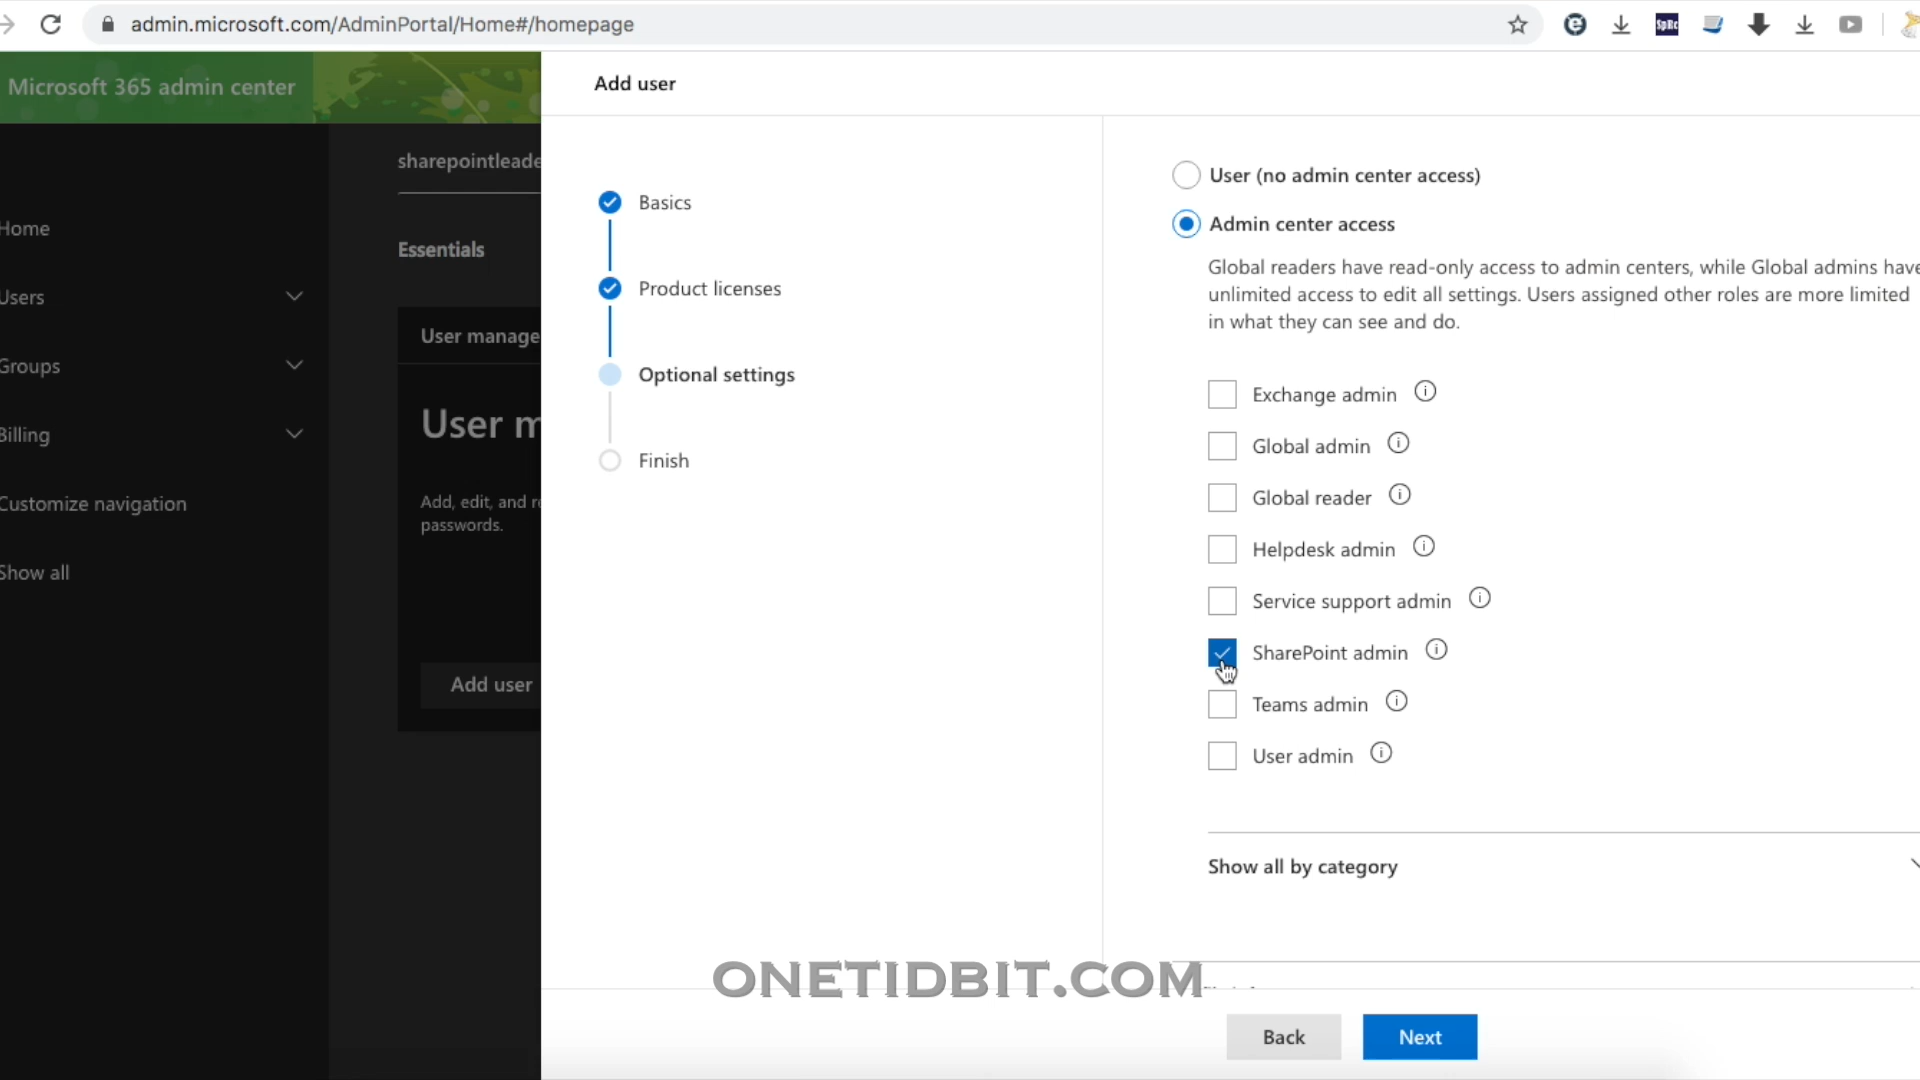 admin.microsoft.com/AdminPortal/Home#/homepage
SpRc
Microsoft 365 admin center
Add user
sharepointleade
Home
Essentials
Users
Groups
Billing
Customize navigation
Show all
User manage
User m
Add, edit, and re
passwords.
Add user
Basics
Product licenses
Optional settings
Finish
User (no admin center access)
Admin center access
Global readers have read-only access to admin centers, while Global admins have
unlimited access to edit all settings. Users assigned other roles are more limited
in what they can see and do.
Exchange admin
Global admin
Global reader
Helpdesk admin
Service support admin
SharePoint admin
Teams admin
User admin
Show all by category
ONETIDBIT.COM
Back
Next